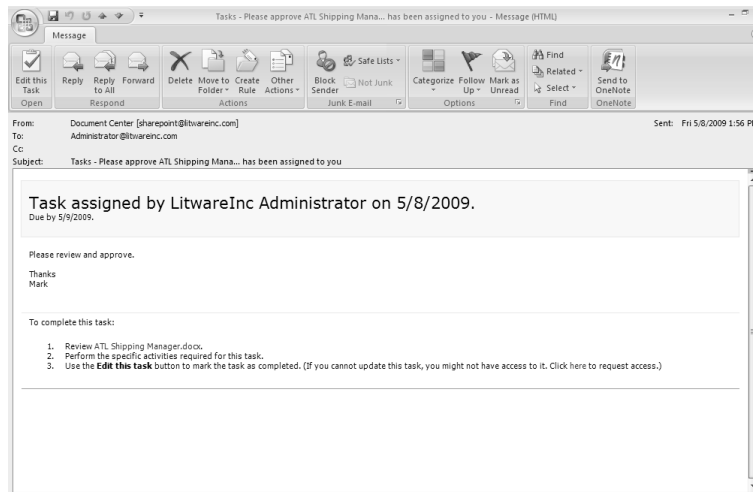 Tasks - Please approve ATL Shipping Mana... has been assigned to you - Message (HTML)
Message
Edit this Task
Reply
Reply to All
Forward
Delete
Move to Folder
Create Rule
Other Actions
Block Sender
Safe Lists
Not Junk
Categorize
Follow Up
Mark as Unread
Find
Related
Select
Send to OneNote
Open
Respond
Actions
Junk E-mail
Options
Find
OneNote
From: Document Center [sharepoint@litwareinc.com]
Sent: Fri 5/8/2009 1:56 P
To: Administrator@litwareinc.com
Cc:
Subject: Tasks - Please approve ATL Shipping Mana... has been assigned to you
Task assigned by LitwareInc Administrator on 5/8/2009.
Due by 5/9/2009.
Please review and approve.
Thanks
Mark
To complete this task:
1. Review ATL Shipping Manager.docx.
2. Perform the specific activities required for this task.
3. Use the Edit this task button to mark the task as completed. (If you cannot update this task, you might not have access to it. Click here to request access.)